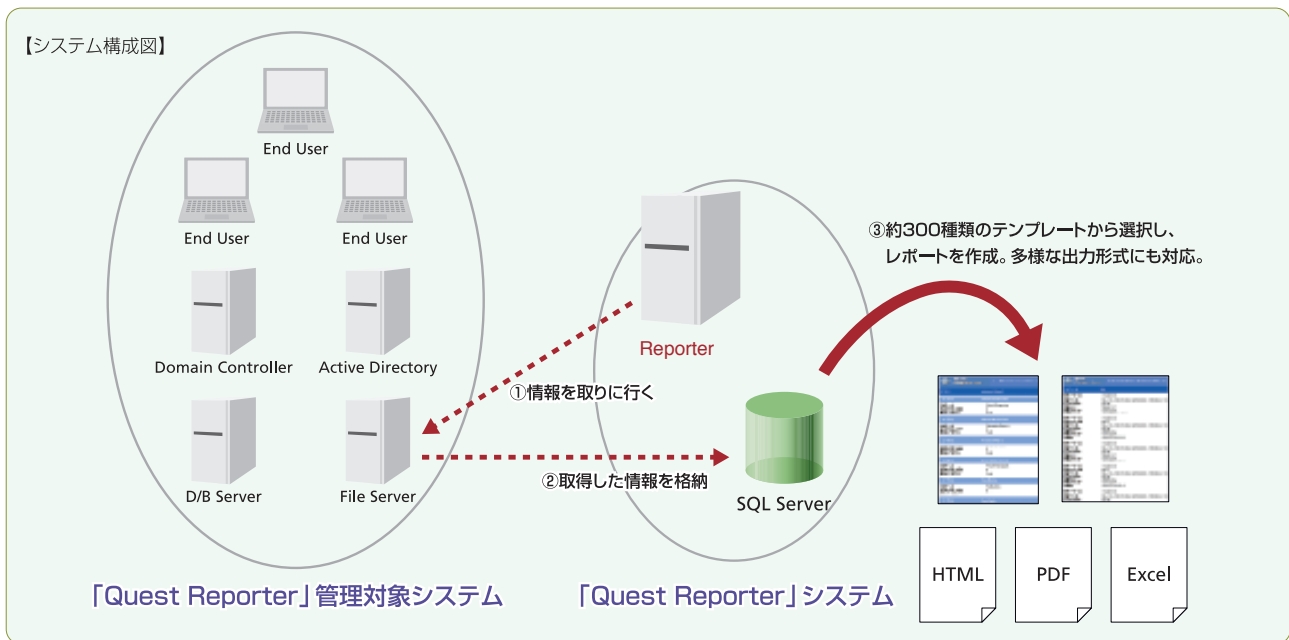 【システム構成図】
End User
End User
End User
Domain Controller
Active Directory
D/B Server
File Server
「Quest Reporter」管理対象システム
①情報を取りに行く
②取得した情報を格納
Reporter
SQL Server
「Quest Reporter」システム
③約300種類のテンプレートから選択し、
レポートを作成。多様な出力形式にも対応。
HTML
PDF
Excel